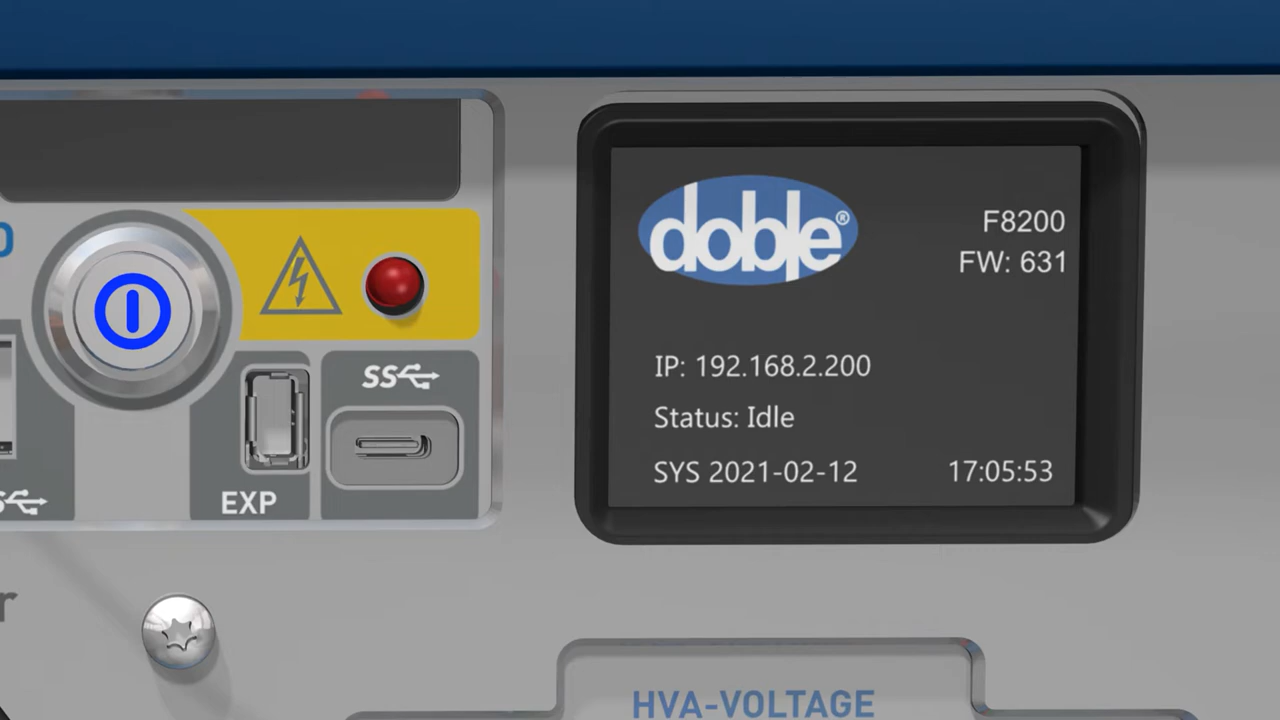 doble®
F8200
FW: 631
IP: 192.168.2.200
Status: Idle
SYS 2021-02-12 17:05:53
SS
EXP
HVA-VOLTAGE